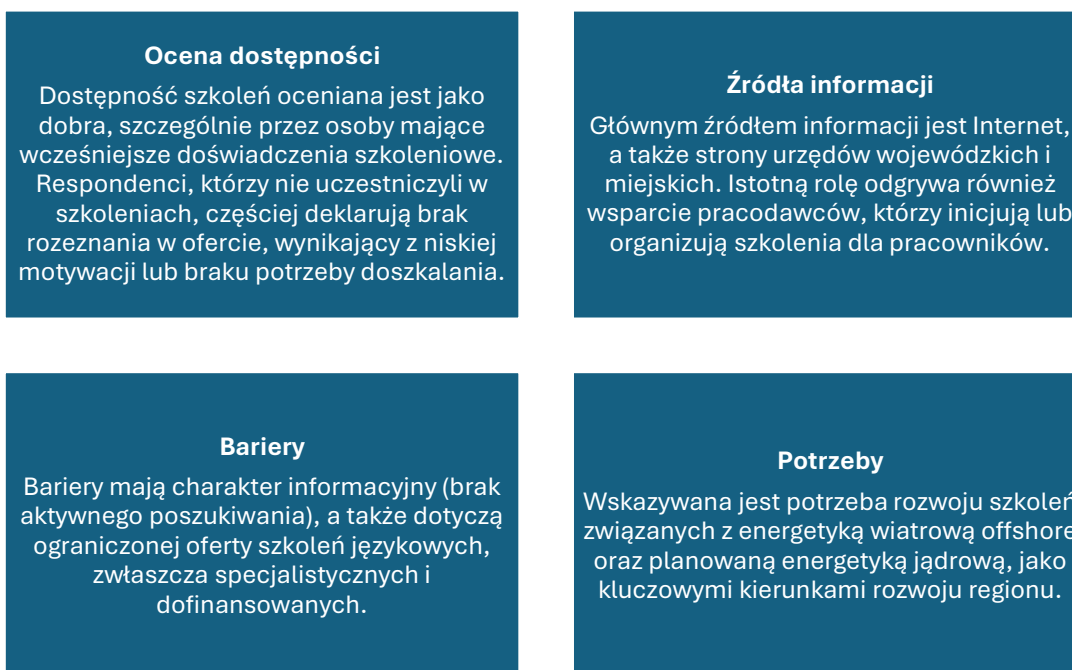 Ocena dostępności
Dostępność szkoleń oceniana jest jako
dobra, szczególnie przez osoby mające
wcześniejsze doświadczenia szkoleniowe.
Respondenci, którzy nie uczestniczyli w
szkoleniach, częściej deklarują brak
rozeznania w ofercie, wynikający z niskiej
motywacji lub braku potrzeby doszkalania.
Źródła informacji
Głównym źródłem informacji jest Internet,
a także strony urzędów wojewódzkich i
miejskich. Istotną rolę odgrywa również
wsparcie pracodawców, którzy inicjują lub
organizują szkolenia dla pracowników.
Bariery
Bariery mają charakter informacyjny (brak
aktywnego poszukiwania), a także dotyczą
ograniczonej oferty szkoleń językowych,
zwłaszcza specjalistycznych i
dofinansowanych.
Potrzeby
Wskazywana jest potrzeba rozwoju szkoleń
związanych z energetyką wiatrową offshore
oraz planowaną energetyką jądrową, jako
kluczowymi kierunkami rozwoju regionu.